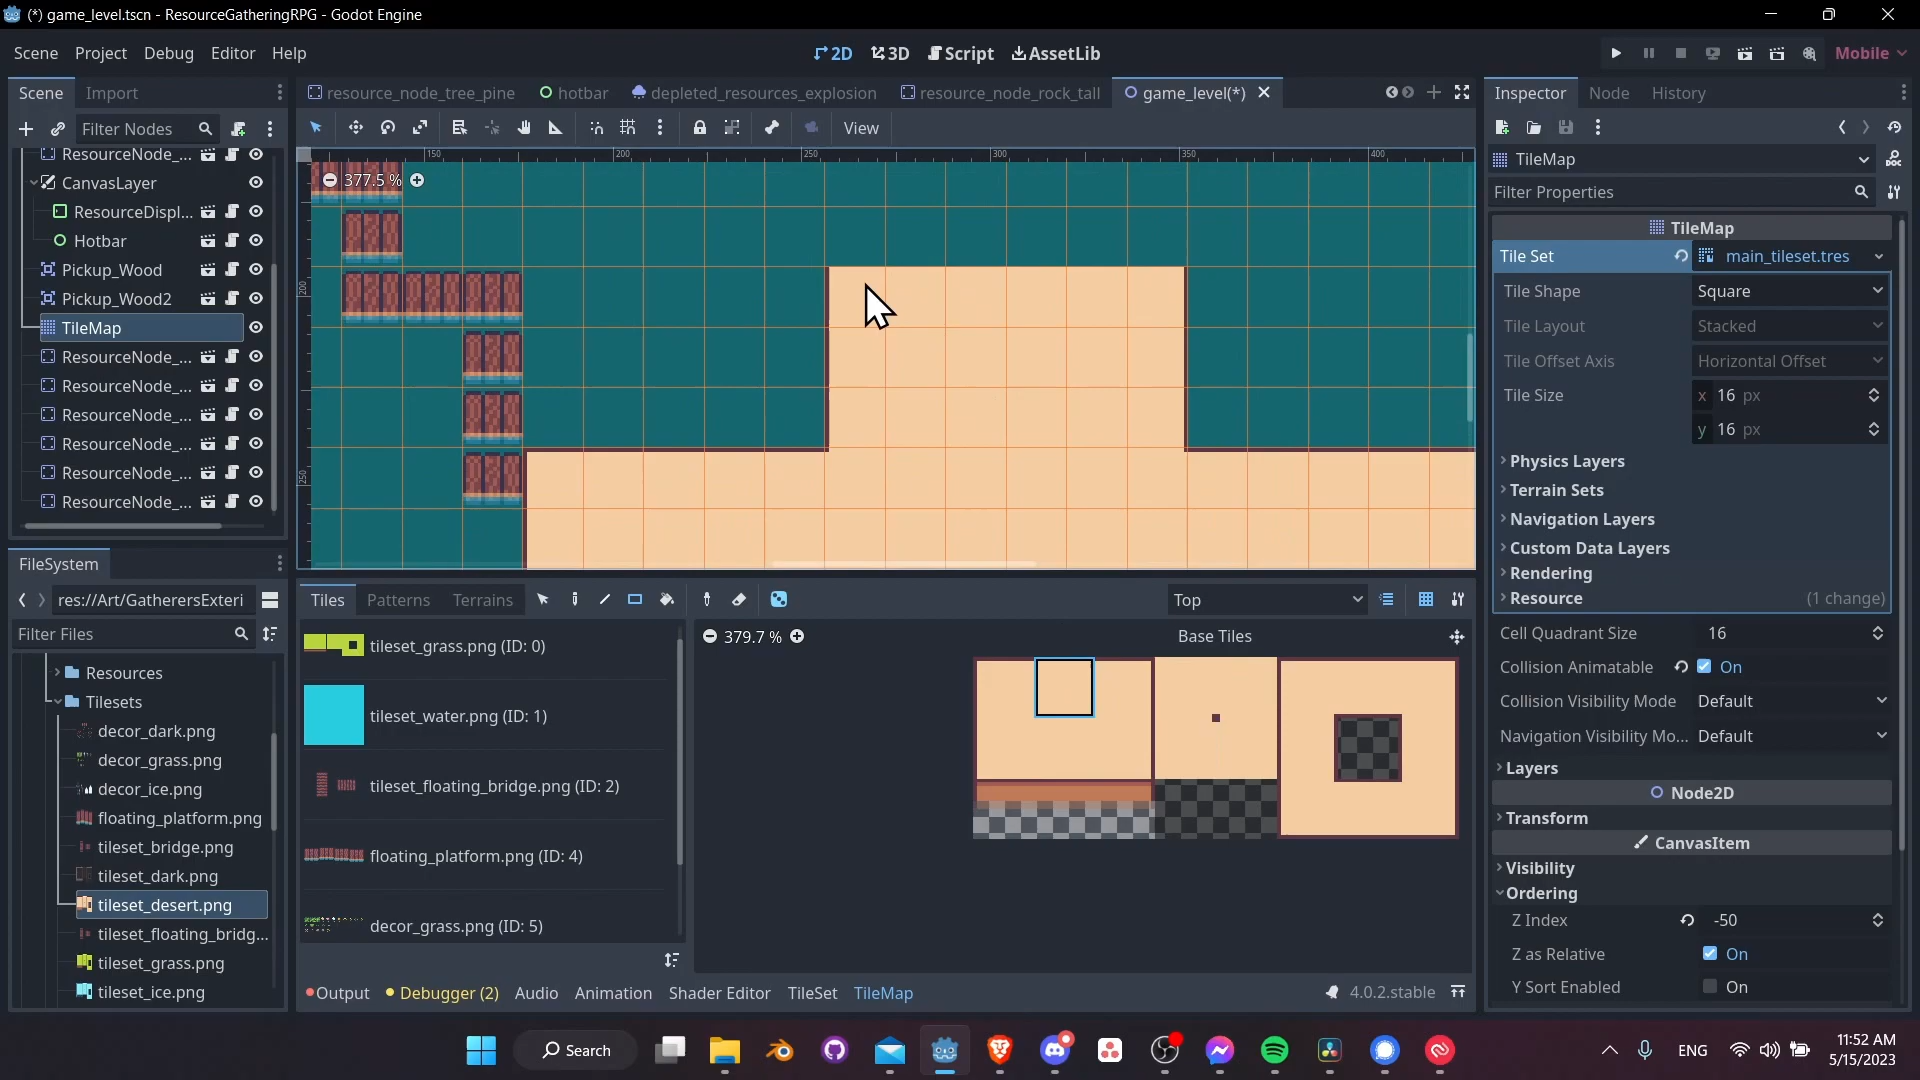 (*) game_level.tscn - ResourceGatheringRPG - Godot Engine
Scene Project Debug Editor Help
2D 3D Script AssetLib
Mobile
Scene Import
Filter Nodes
ResourceNode_...
CanvasLayer
ResourceDispl...
Hotbar
Pickup_Wood
Pickup_Wood2
TileMap
ResourceNode_...
ResourceNode_...
ResourceNode_...
ResourceNode_...
ResourceNode_...
ResourceNode_...
FileSystem
res://Art/GatherersExteri
Filter Files
Resources
Tilesets
decor_dark.png
decor_grass.png
decor_ice.png
floating_platform.png
tileset_bridge.png
tileset_dark.png
tileset_desert.png
tileset_floating_bridg...
tileset_grass.png
tileset_ice.png
resource_node_tree_pine hotbar depleted_resources_explosion resource_node_rock_tall game_level(*)
View
150 200 250 300 350 400
377.5 %
200
250
Tiles Patterns Terrains
Top
tileset_grass.png (ID: 0)
tileset_water.png (ID: 1)
tileset_floating_bridge.png (ID: 2)
floating_platform.png (ID: 4)
decor_grass.png (ID: 5)
379.7 %
Base Tiles
Output Debugger (2) Audio Animation Shader Editor TileSet TileMap
4.0.2.stable
Inspector Node History
TileMap
Filter Properties
TileMap
Tile Set main_tileset.tres
Tile Shape Square
Tile Layout Stacked
Tile Offset Axis Horizontal Offset
Tile Size x 16 px
y 16 px
Physics Layers
Terrain Sets
Navigation Layers
Custom Data Layers
Rendering
Resource (1 change)
Cell Quadrant Size 16
Collision Animatable On
Collision Visibility Mode Default
Navigation Visibility Mo... Default
Layers
Node2D
Transform
CanvasItem
Visibility
Ordering
Z Index -50
Z as Relative On
Y Sort Enabled On
Search
ENG
11:52 AM
5/15/2023